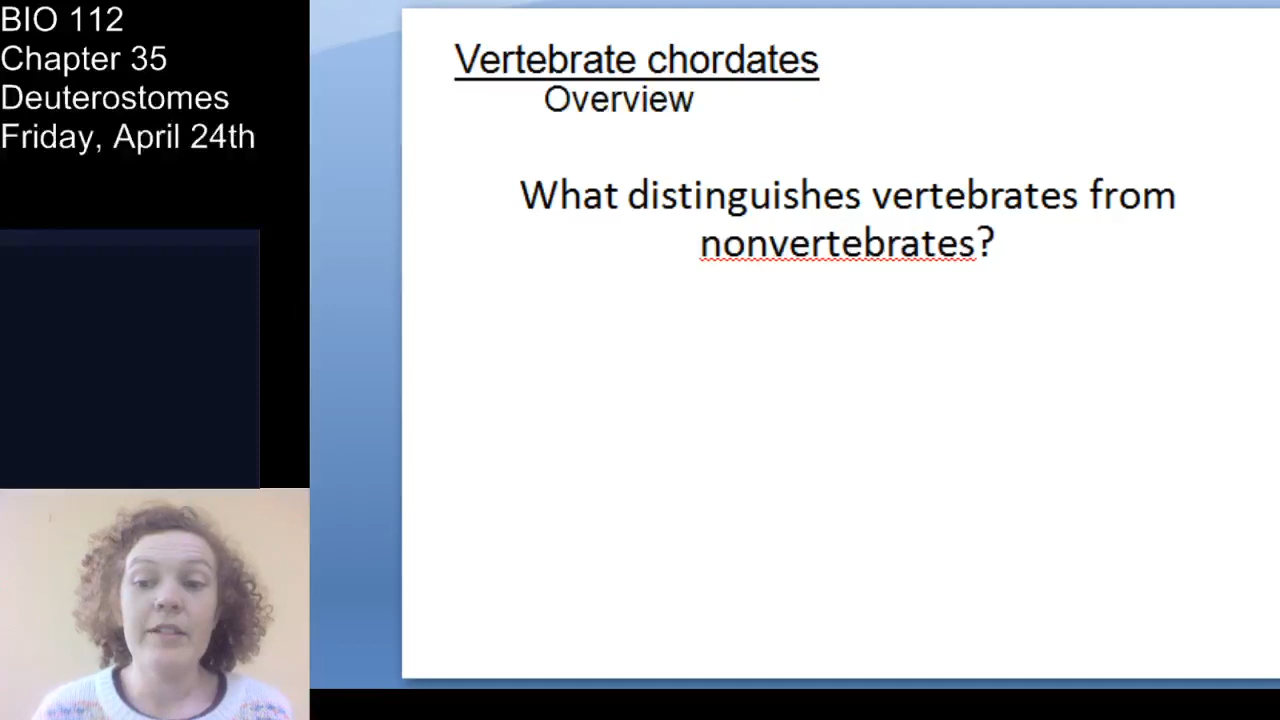 BIO 112
Chapter 35
Deuterostomes
Friday, April 24th
Vertebrate chordates
Overview
What distinguishes vertebrates from
nonvertebrates?